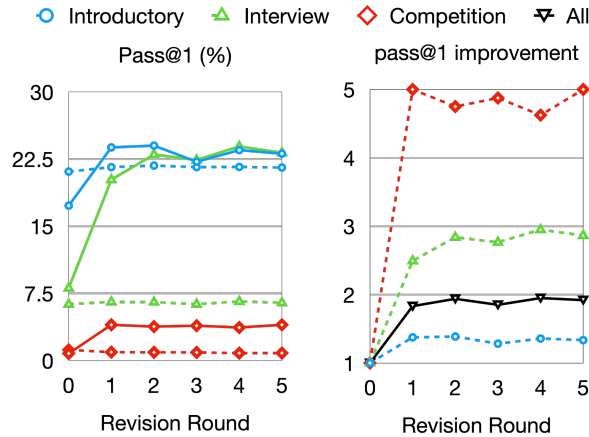 Introductory Interview Competition All
Pass@1 (%)
pass@1 improvement
30
22.5
15
7.5
0
0 1 2 3 4 5
Revision Round
5
4
3
2
1
0 1 2 3 4 5
Revision Round